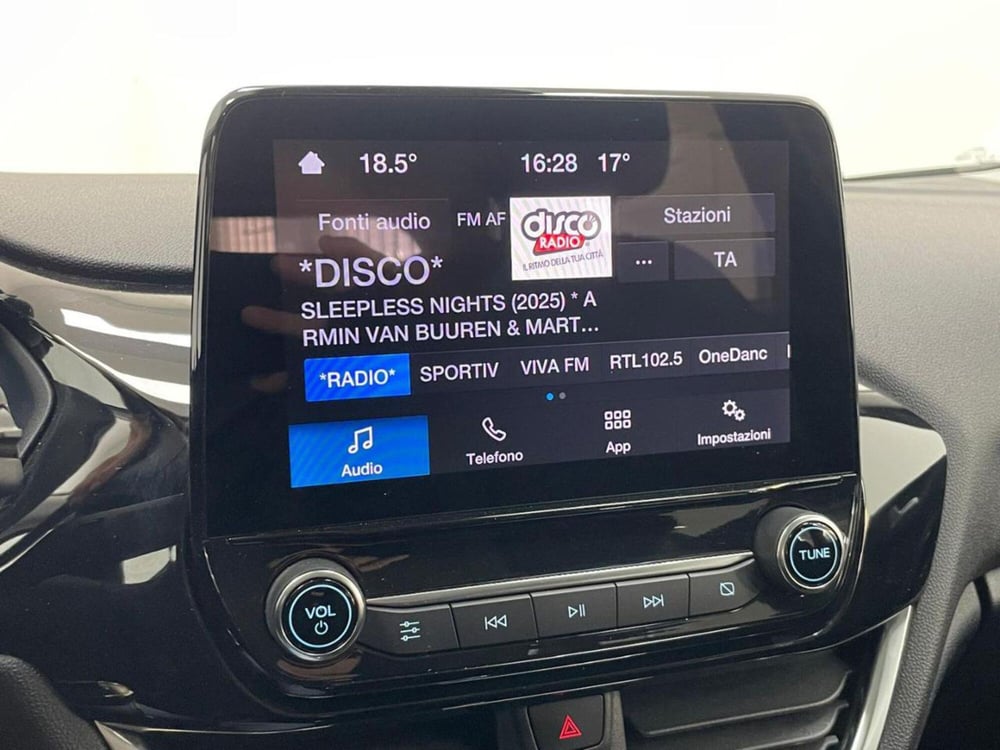 18.5° 16:28 17°
Fonti audio FM AF disco Stazioni
RADIO
IL RITMO DELLA TUA CITTÀ
... TA
*DISCO*
SLEEPLESS NIGHTS (2025) * A
RMIN VAN BUUREN & MART...
*RADIO* SPORTIV VIVA FM RTL102.5 OneDanc
Audio Telefono App Impostazioni
VOL TUNE